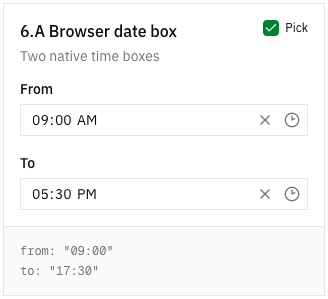 6.A Browser date box
Pick
Two native time boxes
From
09:00 AM
To
05:30 PM
from: "09:00"
to: "17:30"